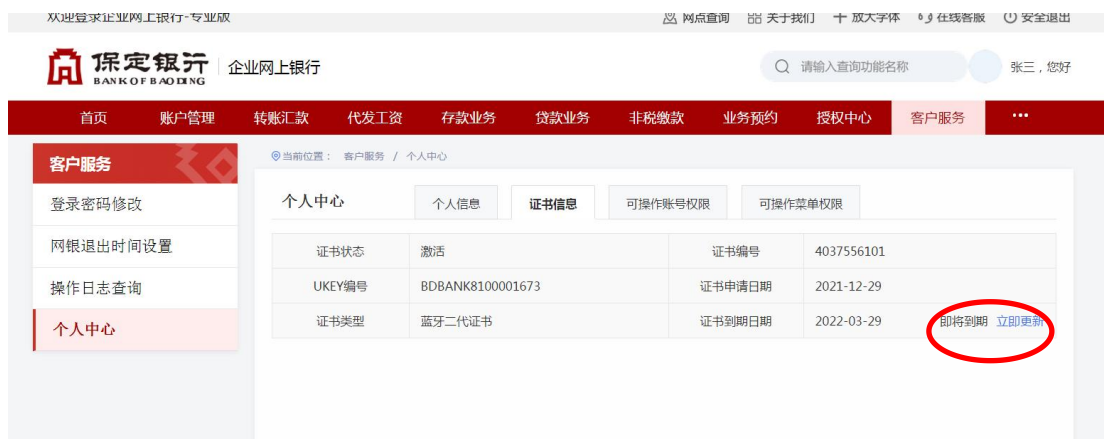 欢迎登录企业网上银行-专业版 网点查询 关于我们 放大字体 在线客服 安全退出
保定银行 企业网上银行 请输入查询功能名称 张三，您好
BANK OF BAODING
首页 账户管理 转账汇款 代发工资 存款业务 贷款业务 非税缴款 业务预约 授权中心 客户服务 •••
客户服务 当前位置： 客户服务 / 个人中心
登录密码修改 个人中心 个人信息 证书信息 可操作账号权限 可操作菜单权限
网银退出时间设置 证书状态 激活 证书编号 4037556101
操作日志查询 UKEY编号 BDBANK8100001673 证书申请日期 2021-12-29
个人中心 证书类型 蓝牙二代证书 证书到期日期 2022-03-29 即将到期 立即更新